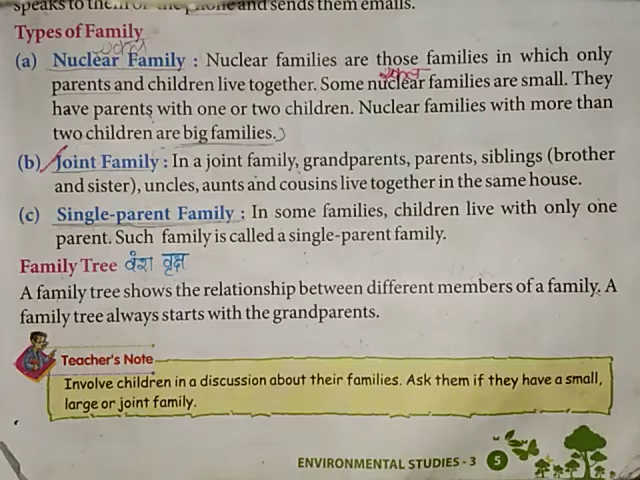 speaks to them or the phone and sends them emails.
Types of Family
(a) Nuclear Family : Nuclear families are those families in which only
parents and children live together. Some nuclear families are small. They
have parents with one or two children. Nuclear families with more than
two children are big families.
(b) Joint Family : In a joint family, grandparents, parents, siblings (brother
and sister), uncles, aunts and cousins live together in the same house.
(c) Single-parent Family : In some families, children live with only one
parent. Such family is called a single-parent family.
Family Tree वंश वृक्ष
A family tree shows the relationship between different members of a family. A
family tree always starts with the grandparents.
Teacher's Note
Involve children in a discussion about their families. Ask them if they have a small,
large or joint family.
ENVIRONMENTAL STUDIES - 3 5